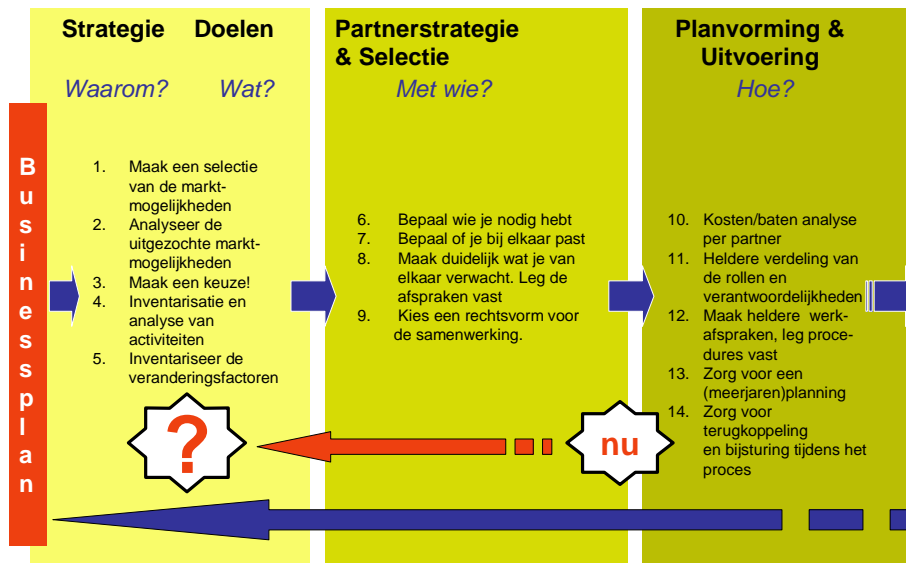 Businessplan
Strategie Doelen
Waarom? Wat?
1. Maak een selectie
van de markt-
mogelijkheden
2. Analyseer de
uitgezochte markt-
mogelijkheden
3. Maak een keuze!
4. Inventarisatie en
analyse van
activiteiten
5. Inventariseer de
veranderingsfactoren
?
Partnerstrategie
& Selectie
Met wie?
6. Bepaal wie je nodig hebt
7. Bepaal of je bij elkaar past
8. Maak duidelijk wat je van
elkaar verwacht. Leg de
afspraken vast
9. Kies een rechtsvorm voor
de samenwerking.
nu
Planvorming &
Uitvoering
Hoe?
10. Kosten/baten analyse
per partner
11. Heldere verdeling van
de rollen en
verantwoordelijkheden
12. Maak heldere werk-
afspraken, leg proce-
dures vast
13. Zorg voor een
(meerjaren)planning
14. Zorg voor
terugkoppeling
en bijsturing tijdens het
proces